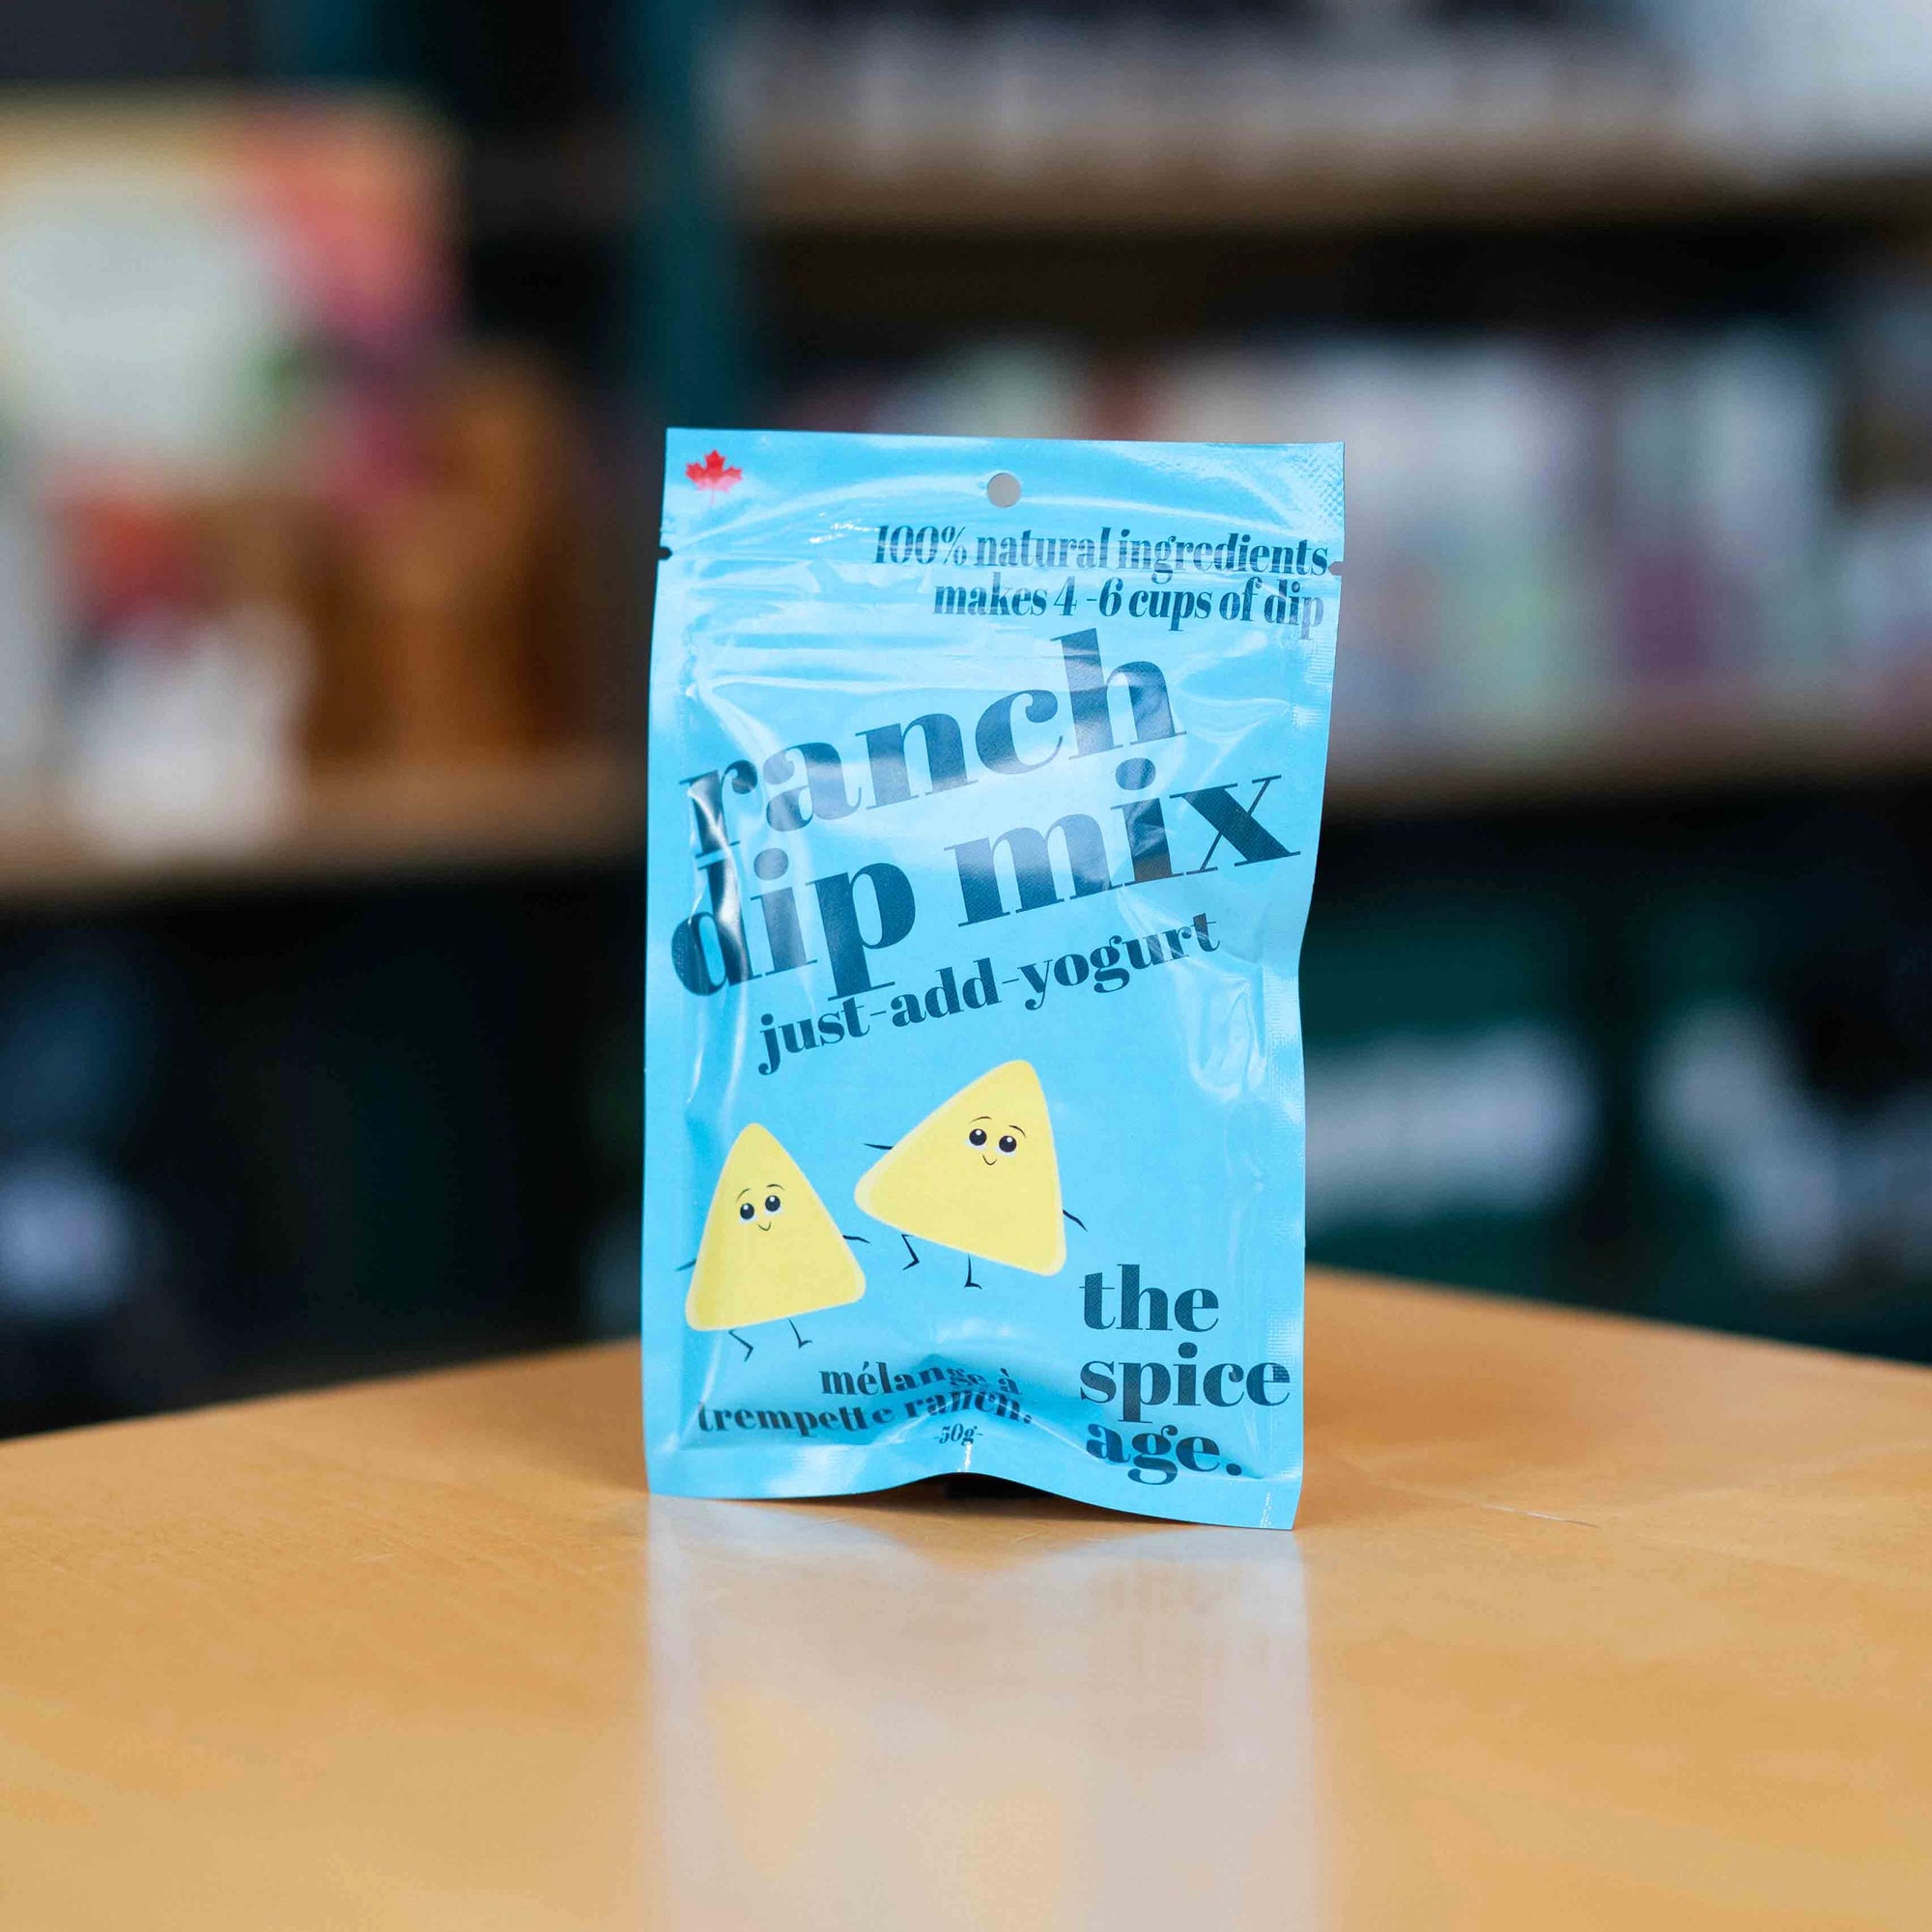 100% natural ingredients
makes 4 -6 cups of dip
ranch
dip mix
just-add-yogurt
the
spice
age.
mélange à
trempette ranch.
-50g-